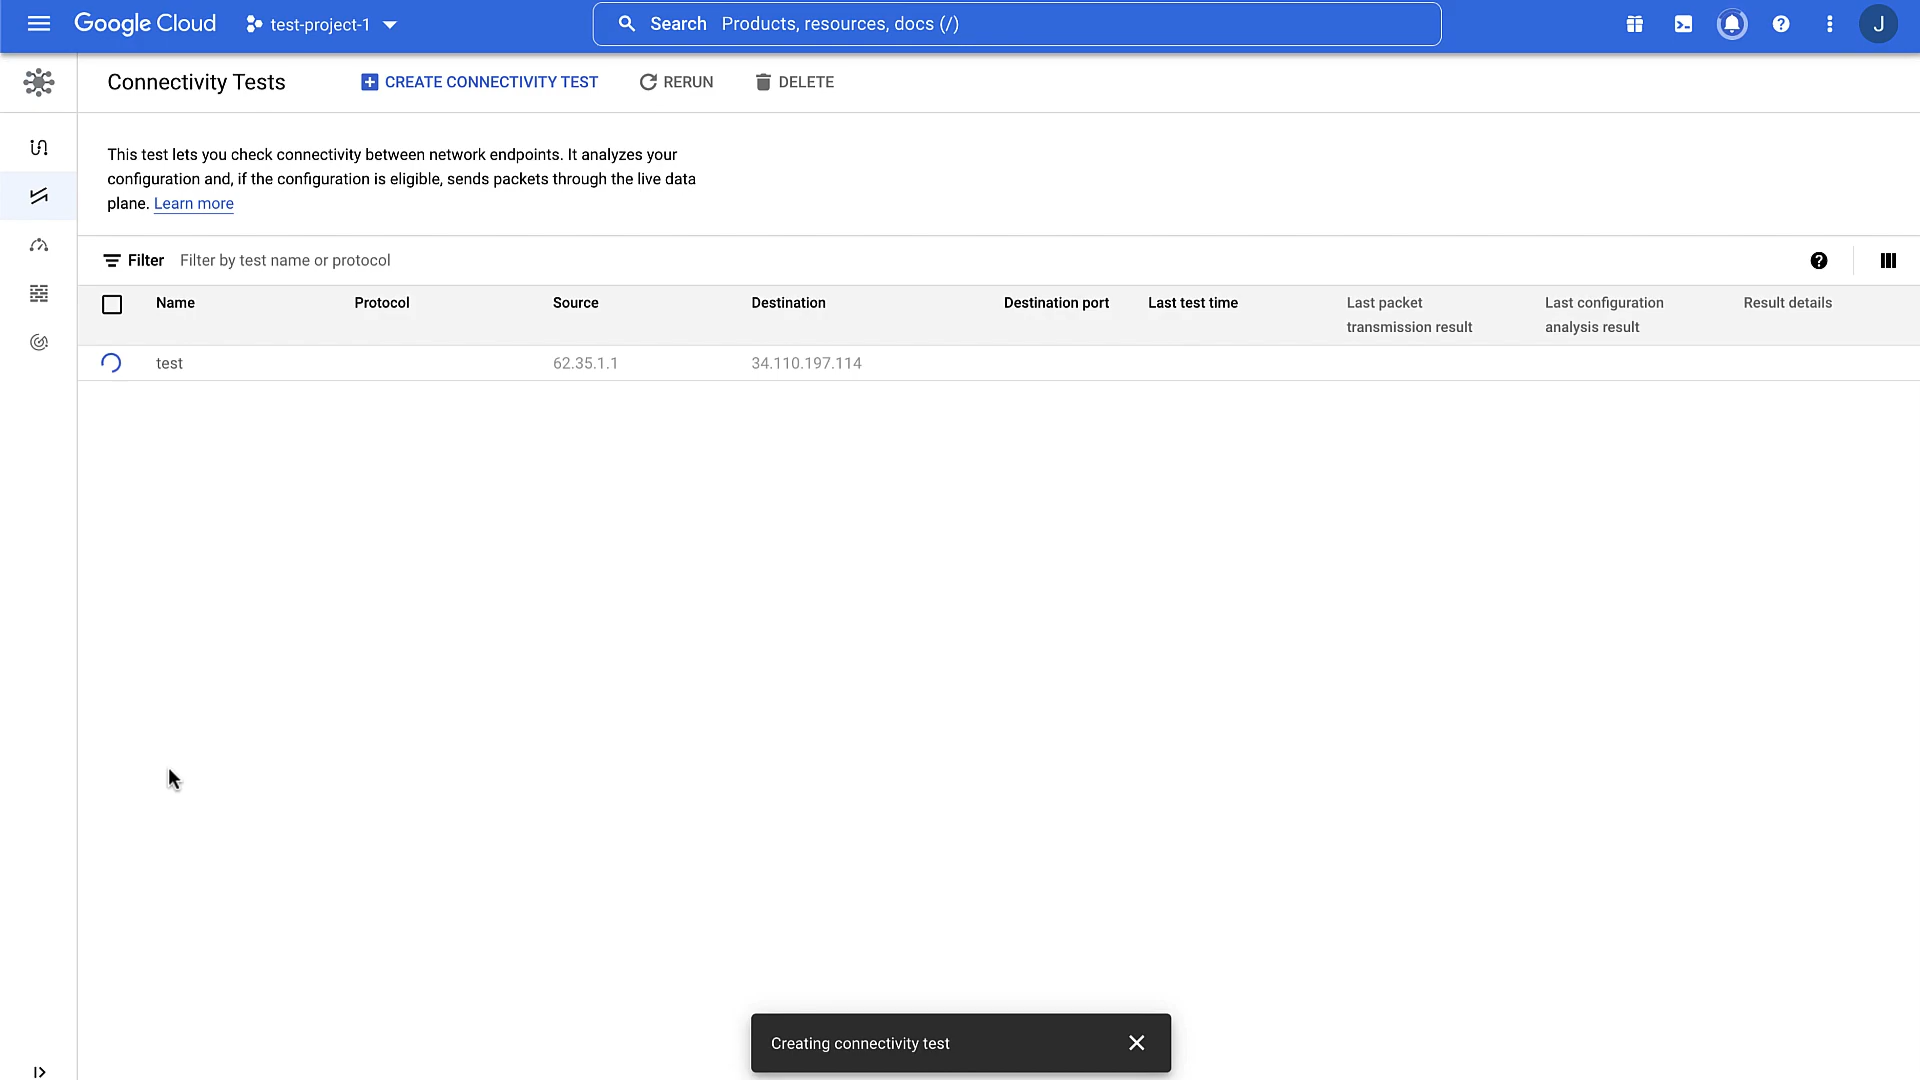 Google Cloud
test-project-1
Search Products, resources, docs (/)
J
Connectivity Tests
CREATE CONNECTIVITY TEST
RERUN
DELETE
This test lets you check connectivity between network endpoints. It analyzes your
configuration and, if the configuration is eligible, sends packets through the live data
plane. Learn more
Filter Filter by test name or protocol
Name Protocol Source Destination Destination port Last test time Last packet transmission result Last configuration analysis result Result details
test 62.35.1.1 34.110.197.114
Creating connectivity test